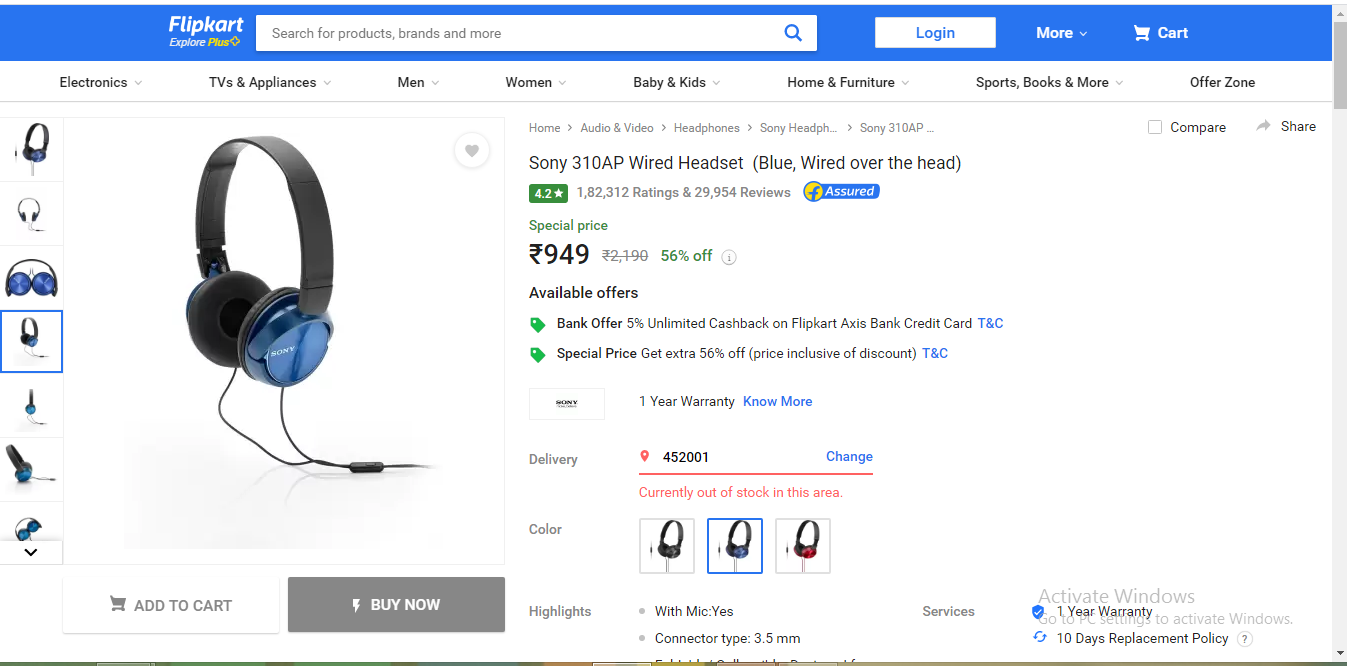 Flipkart
Explore Plus
Search for products, brands and more
Login
More
Cart
Electronics
TVs & Appliances
Men
Women
Baby & Kids
Home & Furniture
Sports, Books & More
Offer Zone
Home > Audio & Video > Headphones > Sony Headph... > Sony 310AP ...
Compare
Share
Sony 310AP Wired Headset (Blue, Wired over the head)
4.2★ 1,82,312 Ratings & 29,954 Reviews Assured
Special price
₹949 ₹2,190 56% off i
Available offers
Bank Offer 5% Unlimited Cashback on Flipkart Axis Bank Credit Card T&C
Special Price Get extra 56% off (price inclusive of discount) T&C
SONY
SONY
1 Year Warranty Know More
Delivery
452001
Change
Currently out of stock in this area.
Color
ADD TO CART
BUY NOW
Highlights
With Mic:Yes
Connector type: 3.5 mm
Services
1 Year Warranty
10 Days Replacement Policy ?
Activate Windows
Go to PC settings to activate Windows.